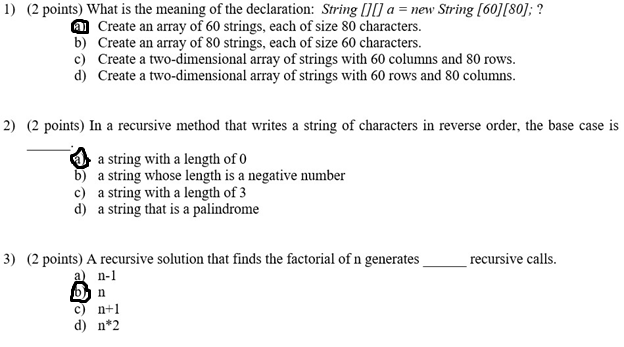 1) (2 points) What is the meaning of the declaration: String [][] a = new String [60][80]; ?
a) Create an array of 60 strings, each of size 80 characters.
b) Create an array of 80 strings, each of size 60 characters.
c) Create a two-dimensional array of strings with 60 columns and 80 rows.
d) Create a two-dimensional array of strings with 60 rows and 80 columns.
2) (2 points) In a recursive method that writes a string of characters in reverse order, the base case is
_______.
a) a string with a length of 0
b) a string whose length is a negative number
c) a string with a length of 3
d) a string that is a palindrome
3) (2 points) A recursive solution that finds the factorial of n generates ______ recursive calls.
a) n-1
b) n
c) n+1
d) n*2